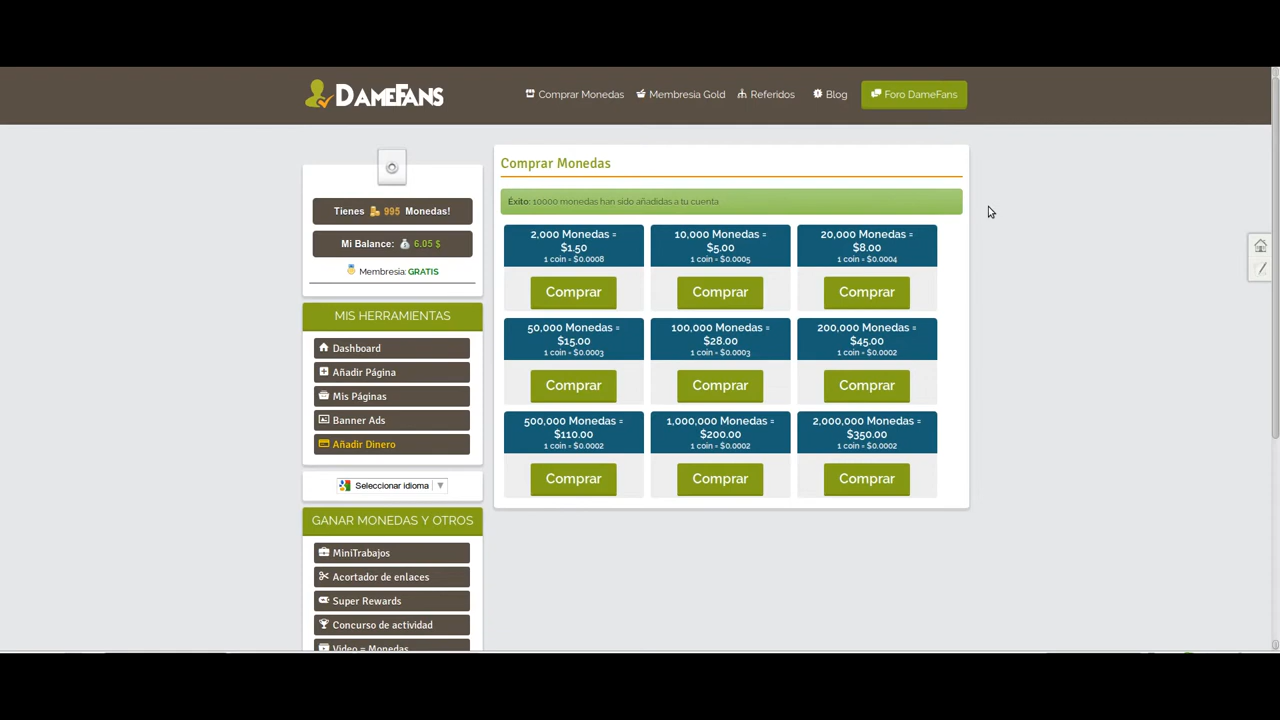 DAMEFANS
Comprar Monedas
Membresia Gold
Referidos
Blog
Foro DameFans
Tienes 995 Monedas!
Mi Balance: 6.05 $
Membresia: GRATIS
MIS HERRAMIENTAS
Dashboard
Añadir Página
Mis Páginas
Banner Ads
Añadir Dinero
Seleccionar idioma ▼
GANAR MONEDAS Y OTROS
MiniTrabajos
Acortador de enlaces
Super Rewards
Concurso de actividad
Video = Monedas
Comprar Monedas
Éxito: 10000 monedas han sido añadidas a tu cuenta
2,000 Monedas =
$1.50
1 coin = $0.0008
Comprar
10,000 Monedas =
$5.00
1 coin = $0.0005
Comprar
20,000 Monedas =
$8.00
1 coin = $0.0004
Comprar
50,000 Monedas =
$15.00
1 coin = $0.0003
Comprar
100,000 Monedas =
$28.00
1 coin = $0.0003
Comprar
200,000 Monedas =
$45.00
1 coin = $0.0002
Comprar
500,000 Monedas =
$110.00
1 coin = $0.0002
Comprar
1,000,000 Monedas =
$200.00
1 coin = $0.0002
Comprar
2,000,000 Monedas =
$350.00
1 coin = $0.0002
Comprar